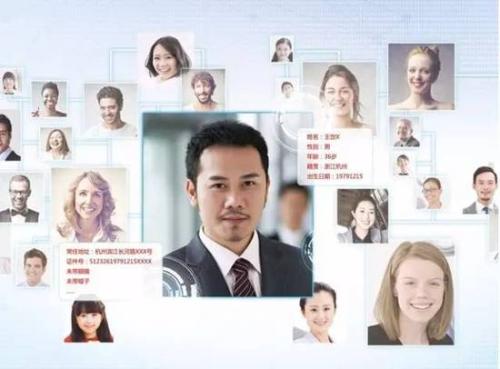 姓名：王加X
性别：男
年龄：36岁
籍贯：浙江杭州
出生日期：19791215
常住地址：杭州滨江长河路XXX号
证件号：51232619791215XXXX
未带眼镜
未带帽子